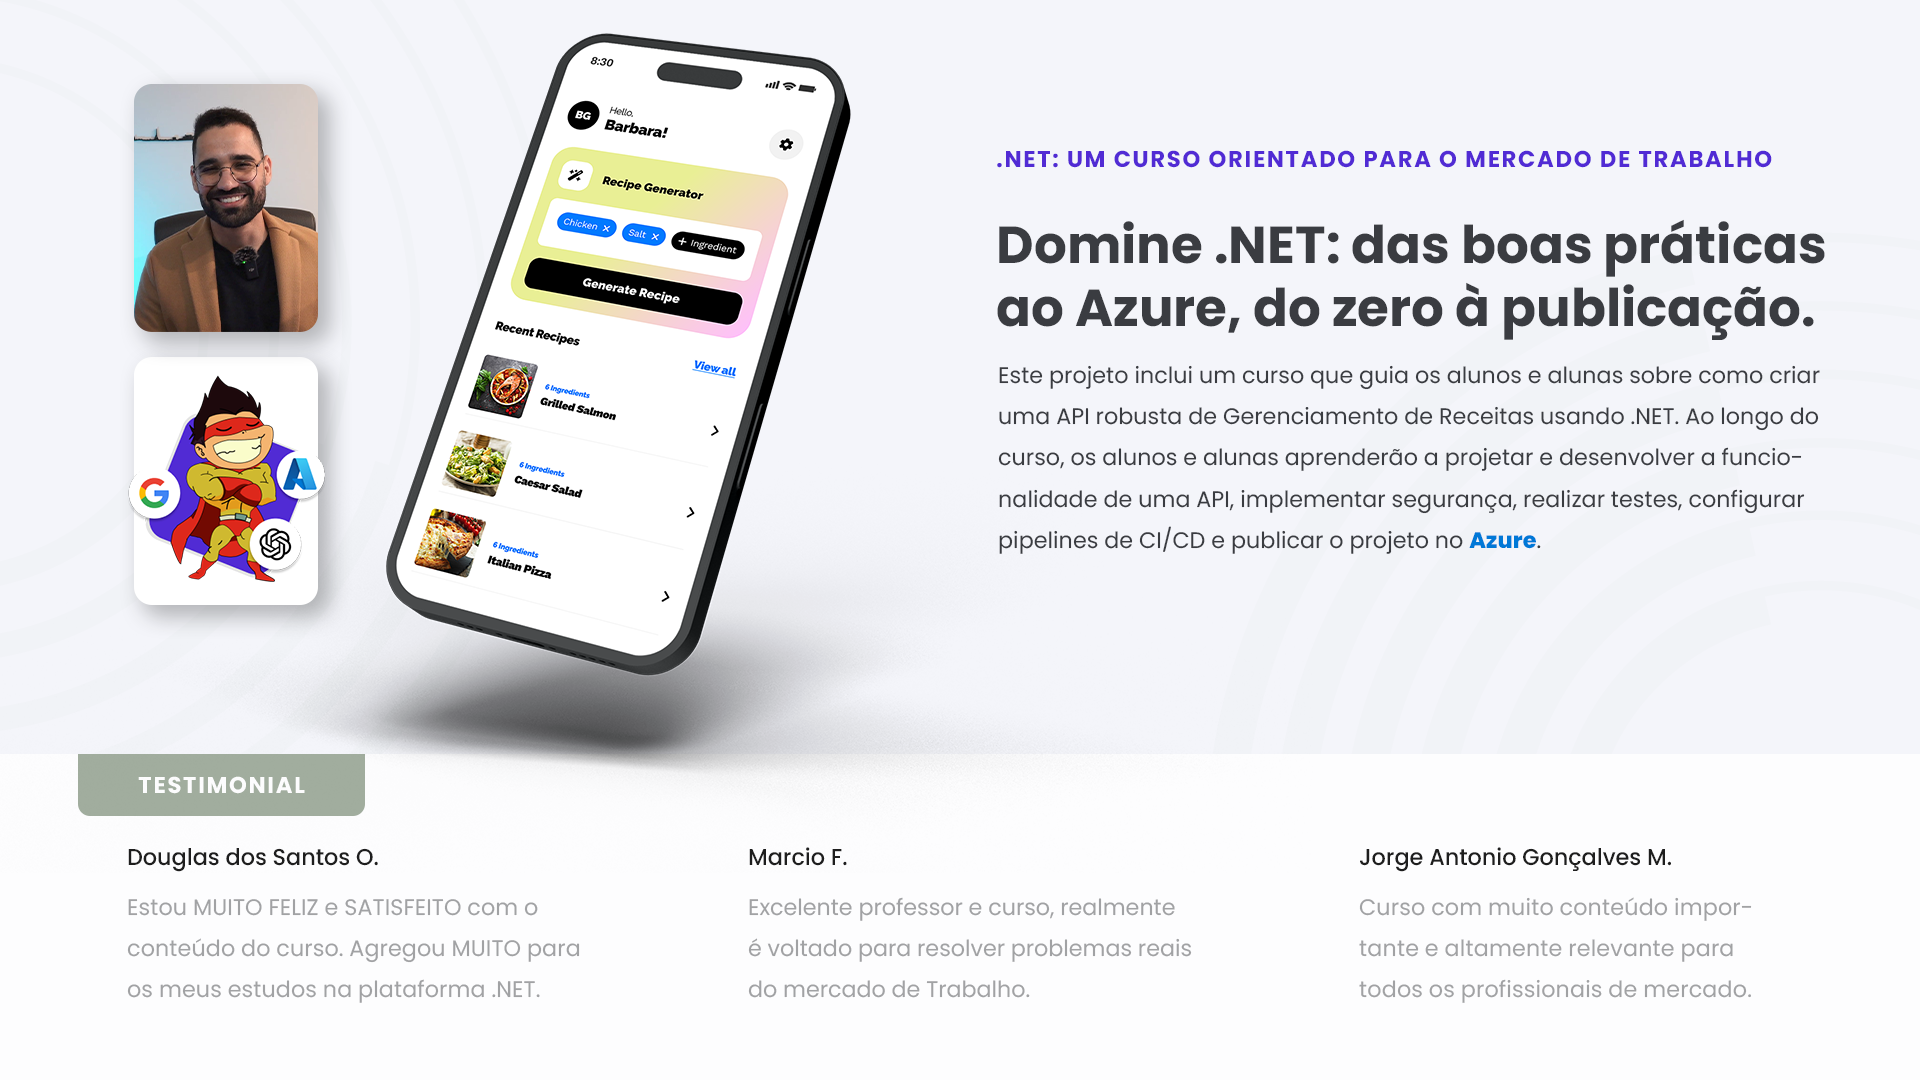 8:30
BG
Hello,
Barbara!
Recipe Generator
Chicken ×
Salt ×
+ Ingredient
Generate Recipe
Recent Recipes
View all
6 Ingredients
Grilled Salmon
6 Ingredients
Caesar Salad
6 Ingredients
Italian Pizza
.NET: UM CURSO ORIENTADO PARA O MERCADO DE TRABALHO
Domine .NET: das boas práticas
ao Azure, do zero à publicação.
Este projeto inclui um curso que guia os alunos e alunas sobre como criar
uma API robusta de Gerenciamento de Receitas usando .NET. Ao longo do
curso, os alunos e alunas aprenderão a projetar e desenvolver a funcio-
nalidade de uma API, implementar segurança, realizar testes, configurar
pipelines de CI/CD e publicar o projeto no Azure.
TESTIMONIAL
Douglas dos Santos O.
Estou MUITO FELIZ e SATISFEITO com o
conteúdo do curso. Agregou MUITO para
os meus estudos na plataforma .NET.
Marcio F.
Excelente professor e curso, realmente
é voltado para resolver problemas reais
do mercado de Trabalho.
Jorge Antonio Gonçalves M.
Curso com muito conteúdo impor-
tante e altamente relevante para
todos os profissionais de mercado.